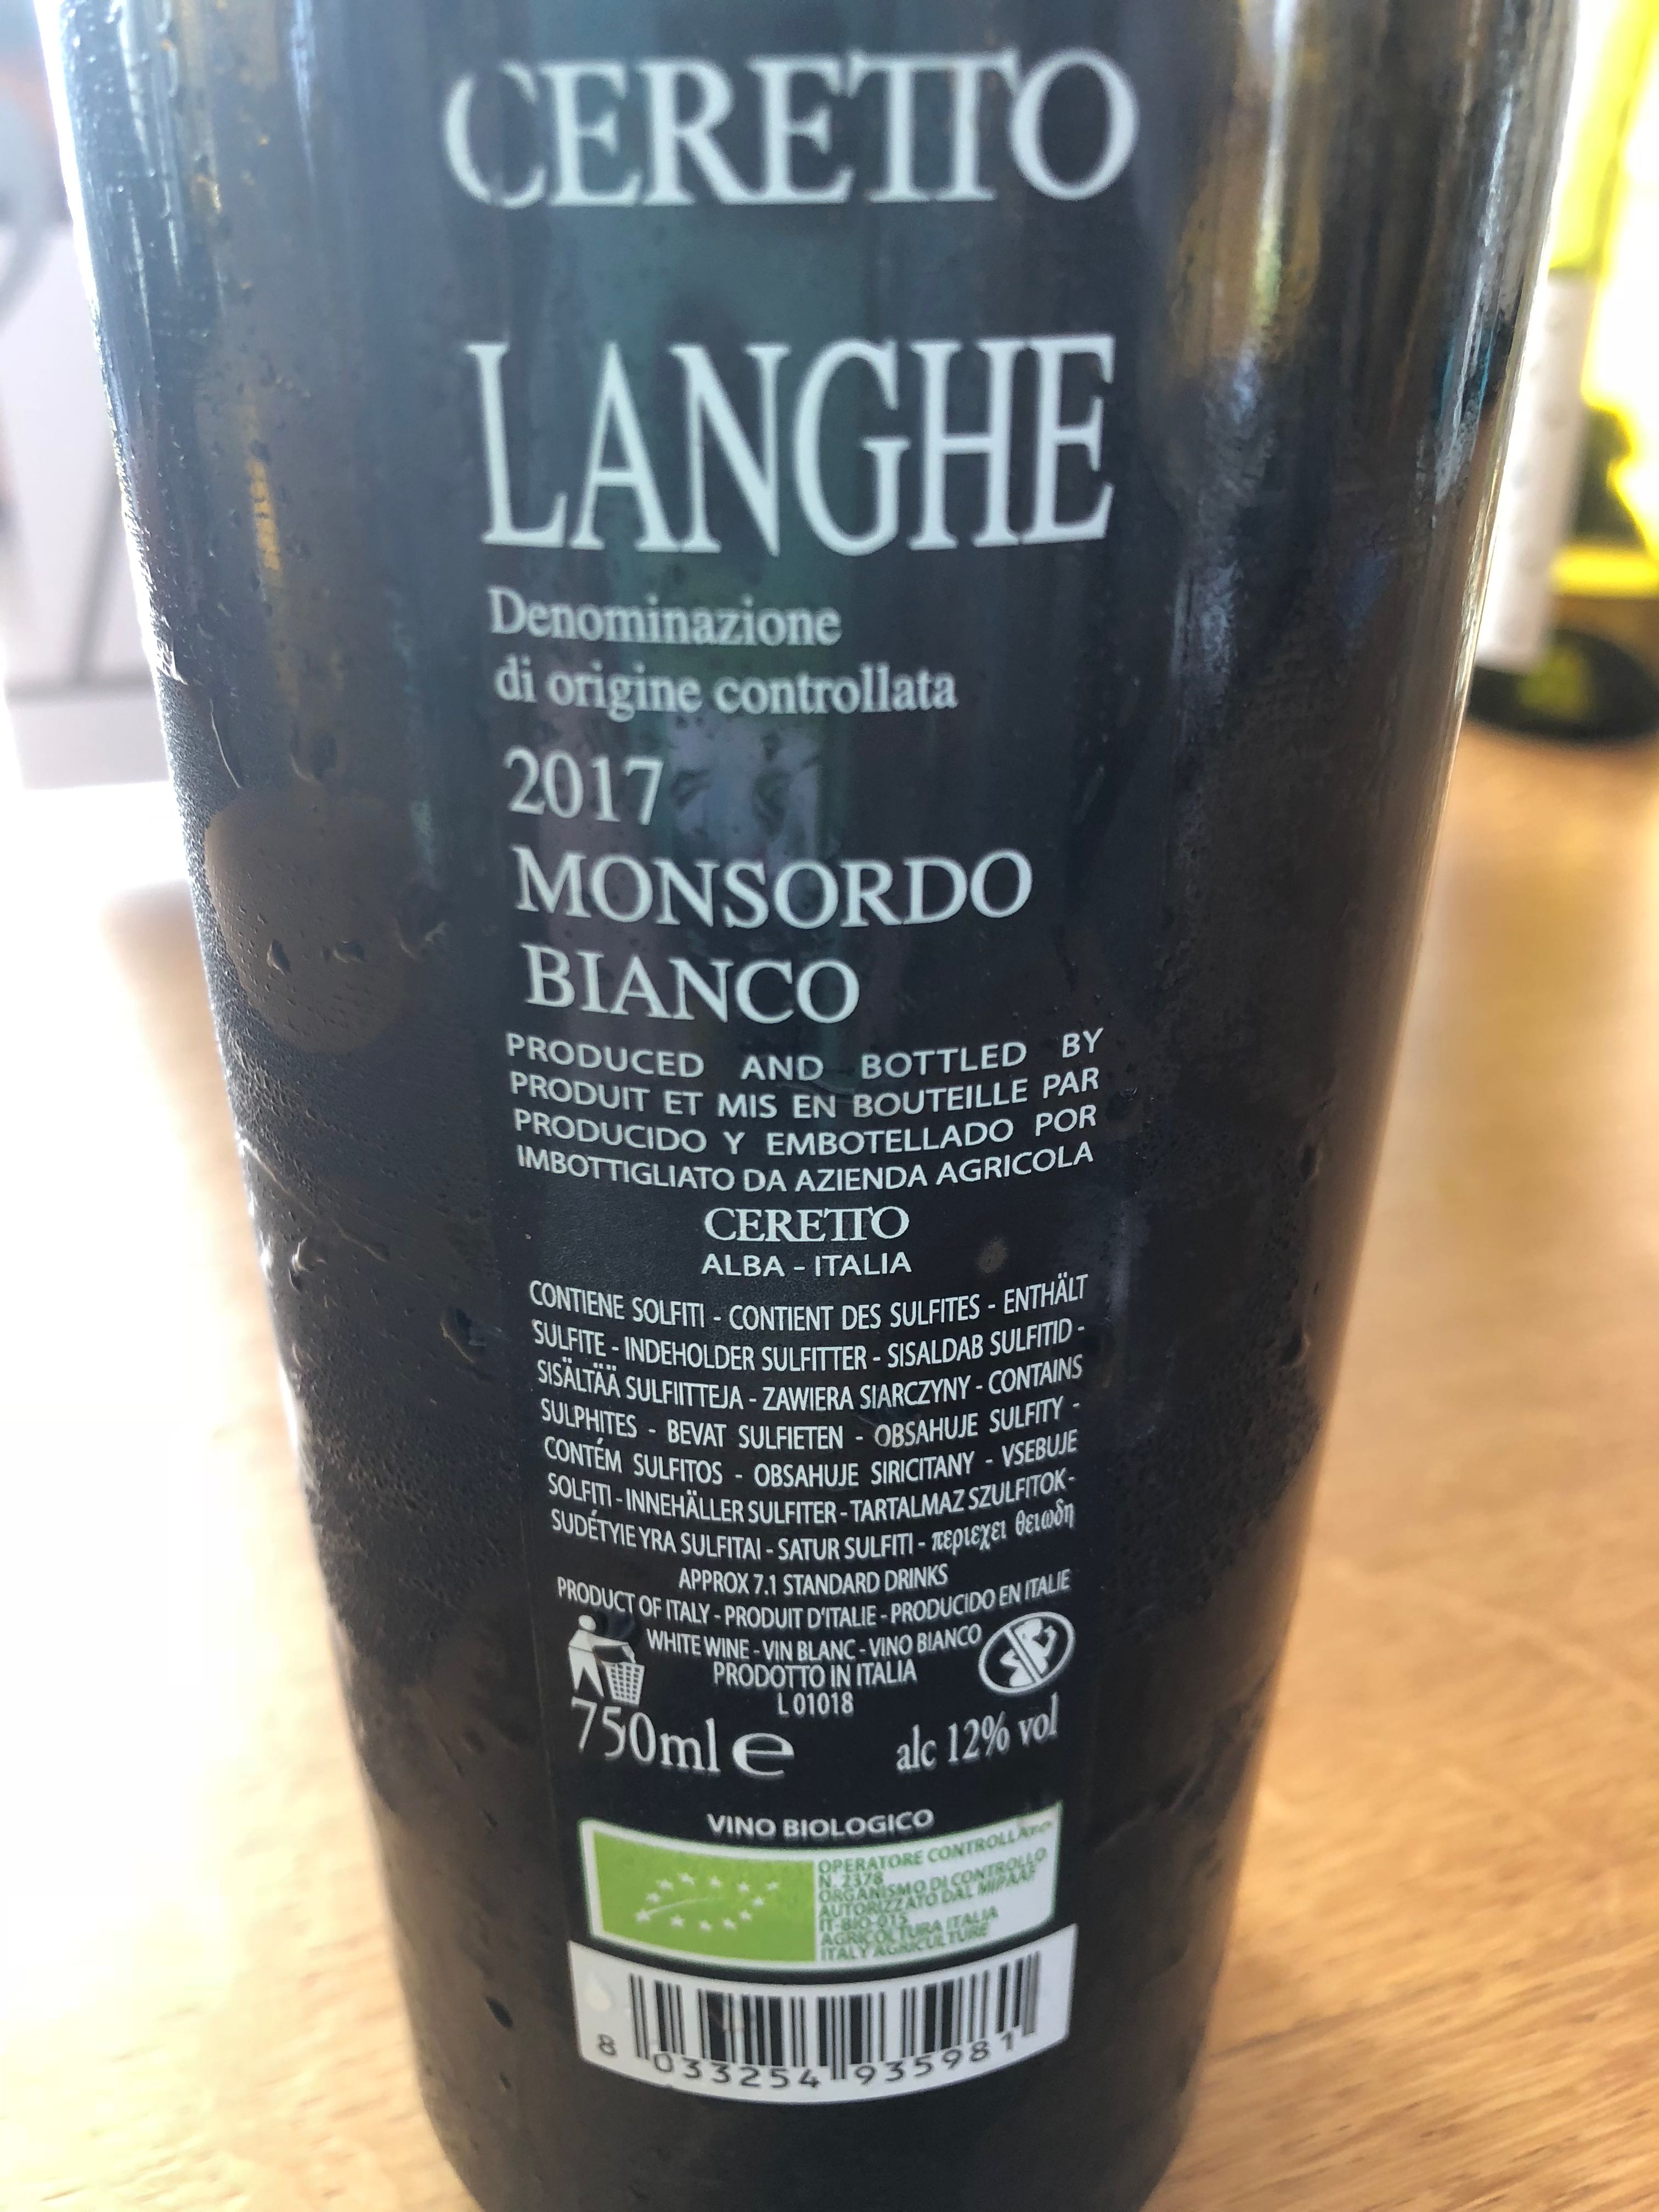 CERETTO
LANGHE
Denominazione
di origine controllata
2017
MONSORDO
BIANCO
PRODUCED AND BOTTLED BY
PRODUIT ET MIS EN BOUTEILLE PAR
PRODUCIDO Y EMBOTELLADO POR
IMBOTTIGLIATO DA AZIENDA AGRICOLA
CERETTO
ALBA - ITALIA
CONTIENE SOLFITI - CONTIENT DES SULFITES - ENTHÄLT
SULFITE - INDEHOLDER SULFITTER - SISALDAB SULFITID -
SISÄLTÄÄ SULFIITTEJA - ZAWIERA SIARCZYNY - CONTAINS
SULPHITES - BEVAT SULFIETEN - OBSAHUJE SULFITY -
CONTÉM SULFITOS - OBSAHUJE SIRICITANY - VSEBUJE
SOLFITI - INNEHÄLLER SULFITER - TARTALMAZ SZULFITOK-
SUDÉTYIE YRA SULFITAI - SATUR SULFITI - περιεχει θειωδη
APPROX 7.1 STANDARD DRINKS
PRODUCT OF ITALY - PRODUIT D'ITALIE - PRODUCIDO EN ITALIE
WHITE WINE - VIN BLANC - VINO BIANCO
PRODOTTO IN ITALIA
L 01018
750ml e alc 12% vol
VINO BIOLOGICO
OPERATORE CONTROLLATO
N. 2378
ORGANISMO DI CONTROLLO
AUTORIZZATO DAL MIPAAF
IT-BIO-015
AGRICOLTURA ITALIA
ITALY AGRICULTURE
8 033254 935981